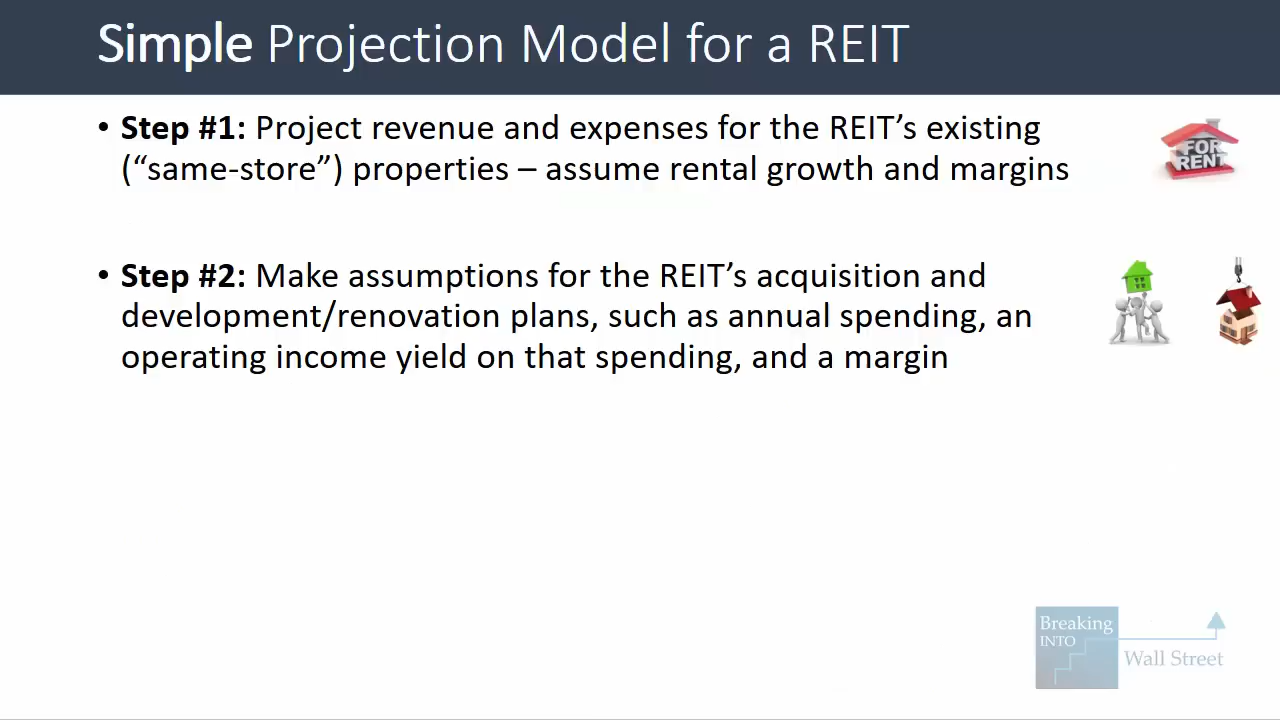 Simple Projection Model for a REIT
• Step #1: Project revenue and expenses for the REIT’s existing
(“same-store”) properties – assume rental growth and margins
FOR
RENT
• Step #2: Make assumptions for the REIT’s acquisition and
development/renovation plans, such as annual spending, an
operating income yield on that spending, and a margin
Breaking
INTO
Wall Street